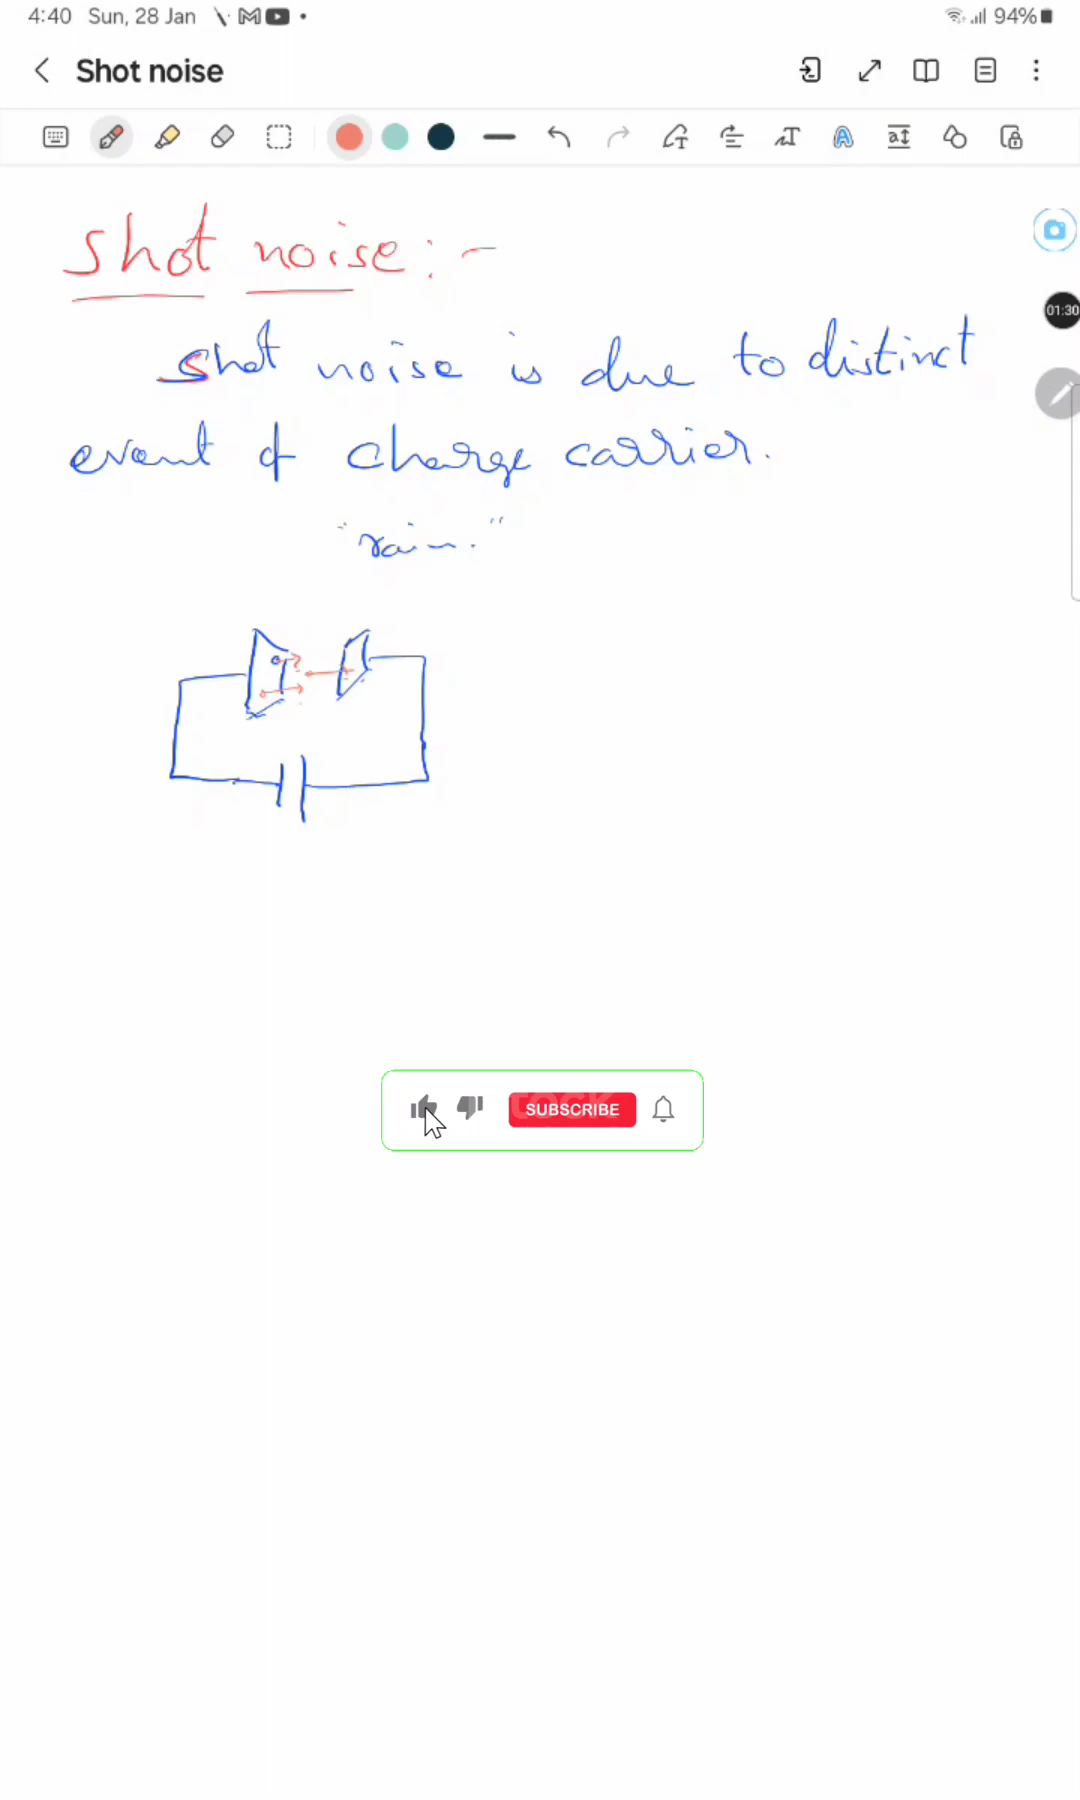 4:40 Sun, 28 Jan
94%
Shot noise
Shot noise:-
Shot noise is due to distinct
event of charge carrier.
"rain."
01:30
SUBSCRIBE